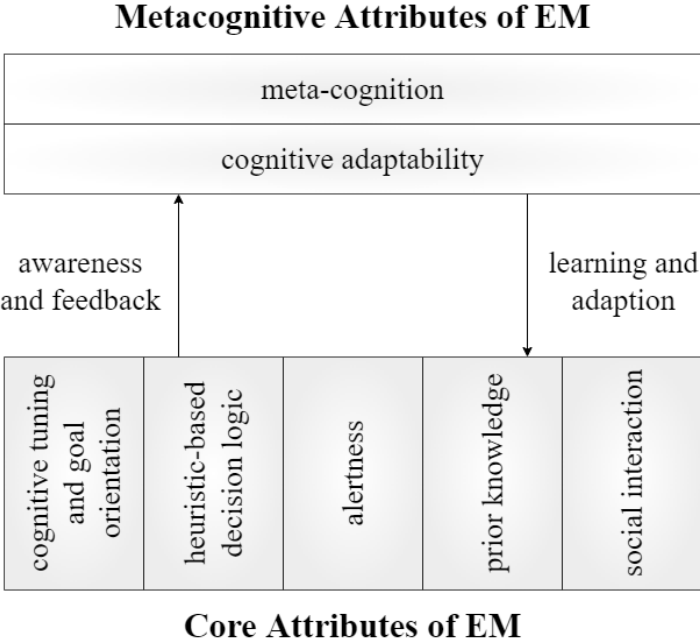 Metacognitive Attributes of EM
meta-cognition
cognitive adaptability
awareness
and feedback
learning and
adaption
cognitive tuning
and goal
orientation
heuristic-based
decision logic
alertness
prior knowledge
social interaction
Core Attributes of EM